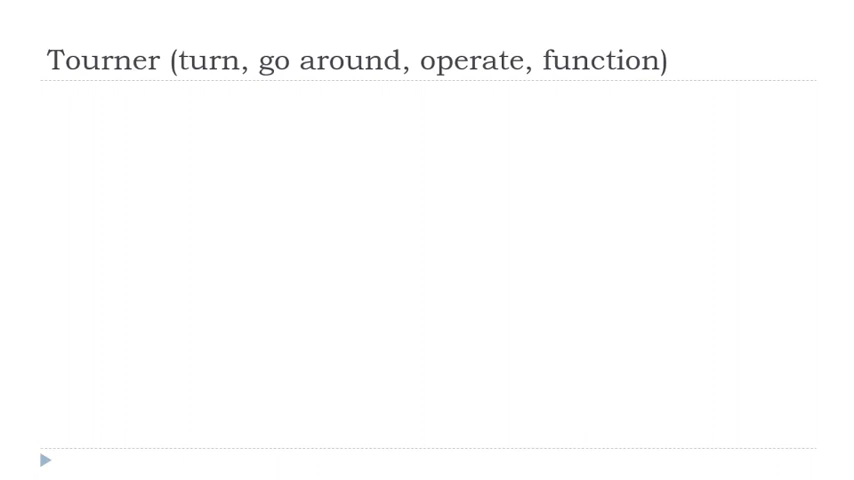 Tourner (turn, go around, operate, function)